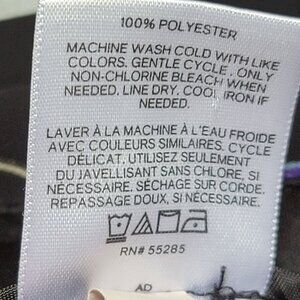 100% POLYESTER
MACHINE WASH COLD WITH LIKE
COLORS. GENTLE CYCLE. ONLY
NON-CHLORINE BLEACH WHEN
NEEDED. LINE DRY. COOL IRON IF
NEEDED.
LAVER À LA MACHINE À L'EAU FROIDE
AVEC COULEURS SIMILAIRES. CYCLE
DÉLICAT. UTILISEZ SEULEMENT
DU JAVELLISANT SANS CHLORE, SI
NÉCESSAIRE. SÉCHAGE SUR CORDE.
REPASSAGE DOUX, SI NÉCESSAIRE.
RN# 55285
AD